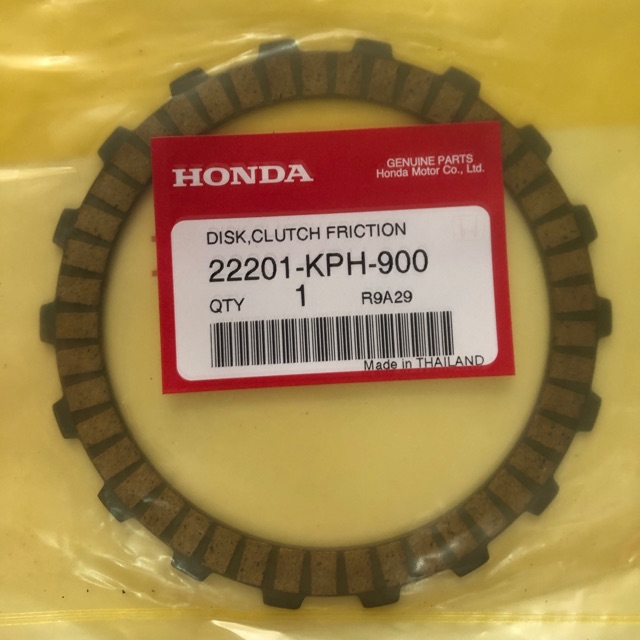 HONDA
GENUINE PARTS
Honda Motor Co., Ltd.
DISK,CLUTCH FRICTION
22201-KPH-900
QTY 1 R9A29
Made in THAILAND